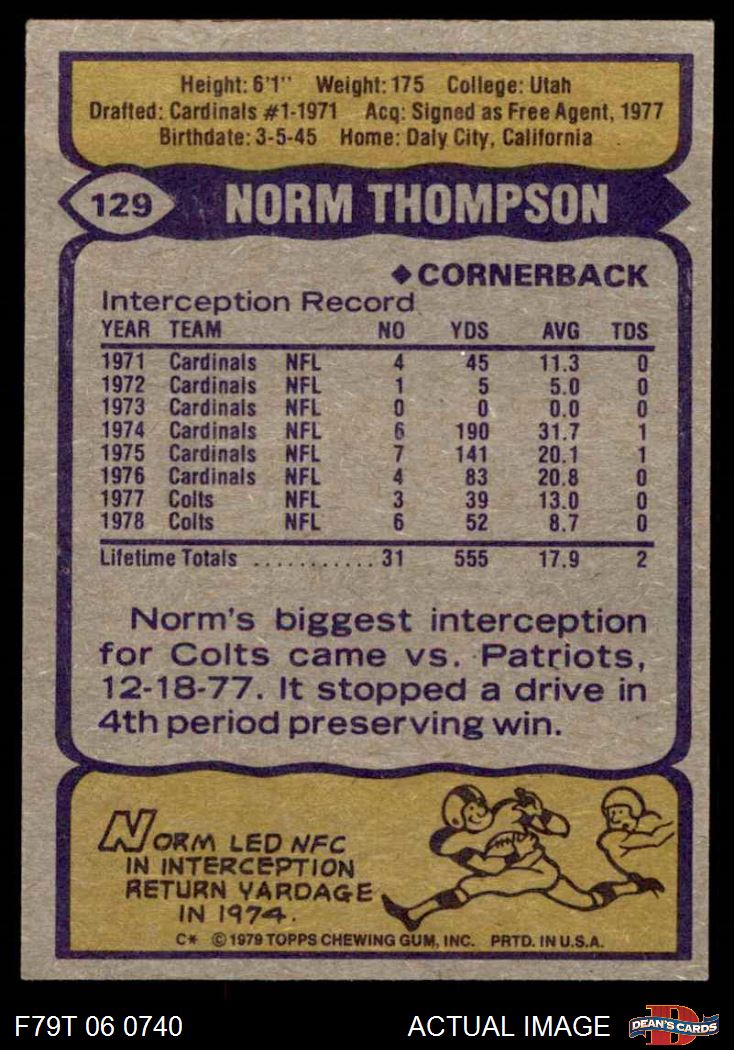 Height: 6'1" Weight: 175 College: Utah
Drafted: Cardinals #1-1971 Acq: Signed as Free Agent, 1977
Birthdate: 3-5-45 Home: Daly City, California
129 NORM THOMPSON
◆CORNERBACK
Interception Record
YEAR TEAM NO YDS AVG TDS
1971 Cardinals NFL 4 45 11.3 0
1972 Cardinals NFL 1 5 5.0 0
1973 Cardinals NFL 0 0 0.0 0
1974 Cardinals NFL 6 190 31.7 1
1975 Cardinals NFL 7 141 20.1 1
1976 Cardinals NFL 4 83 20.8 0
1977 Colts NFL 3 39 13.0 0
1978 Colts NFL 6 52 8.7 0
Lifetime Totals ........... 31 555 17.9 2
Norm's biggest interception
for Colts came vs. Patriots,
12-18-77. It stopped a drive in
4th period preserving win.
NORM LED NFC
IN INTERCEPTION
RETURN YARDAGE
IN 1974.
C* © 1979 TOPPS CHEWING GUM, INC. PRTD. IN U.S.A.
F79T 06 0740 ACTUAL IMAGE D DEAN'S CARDS